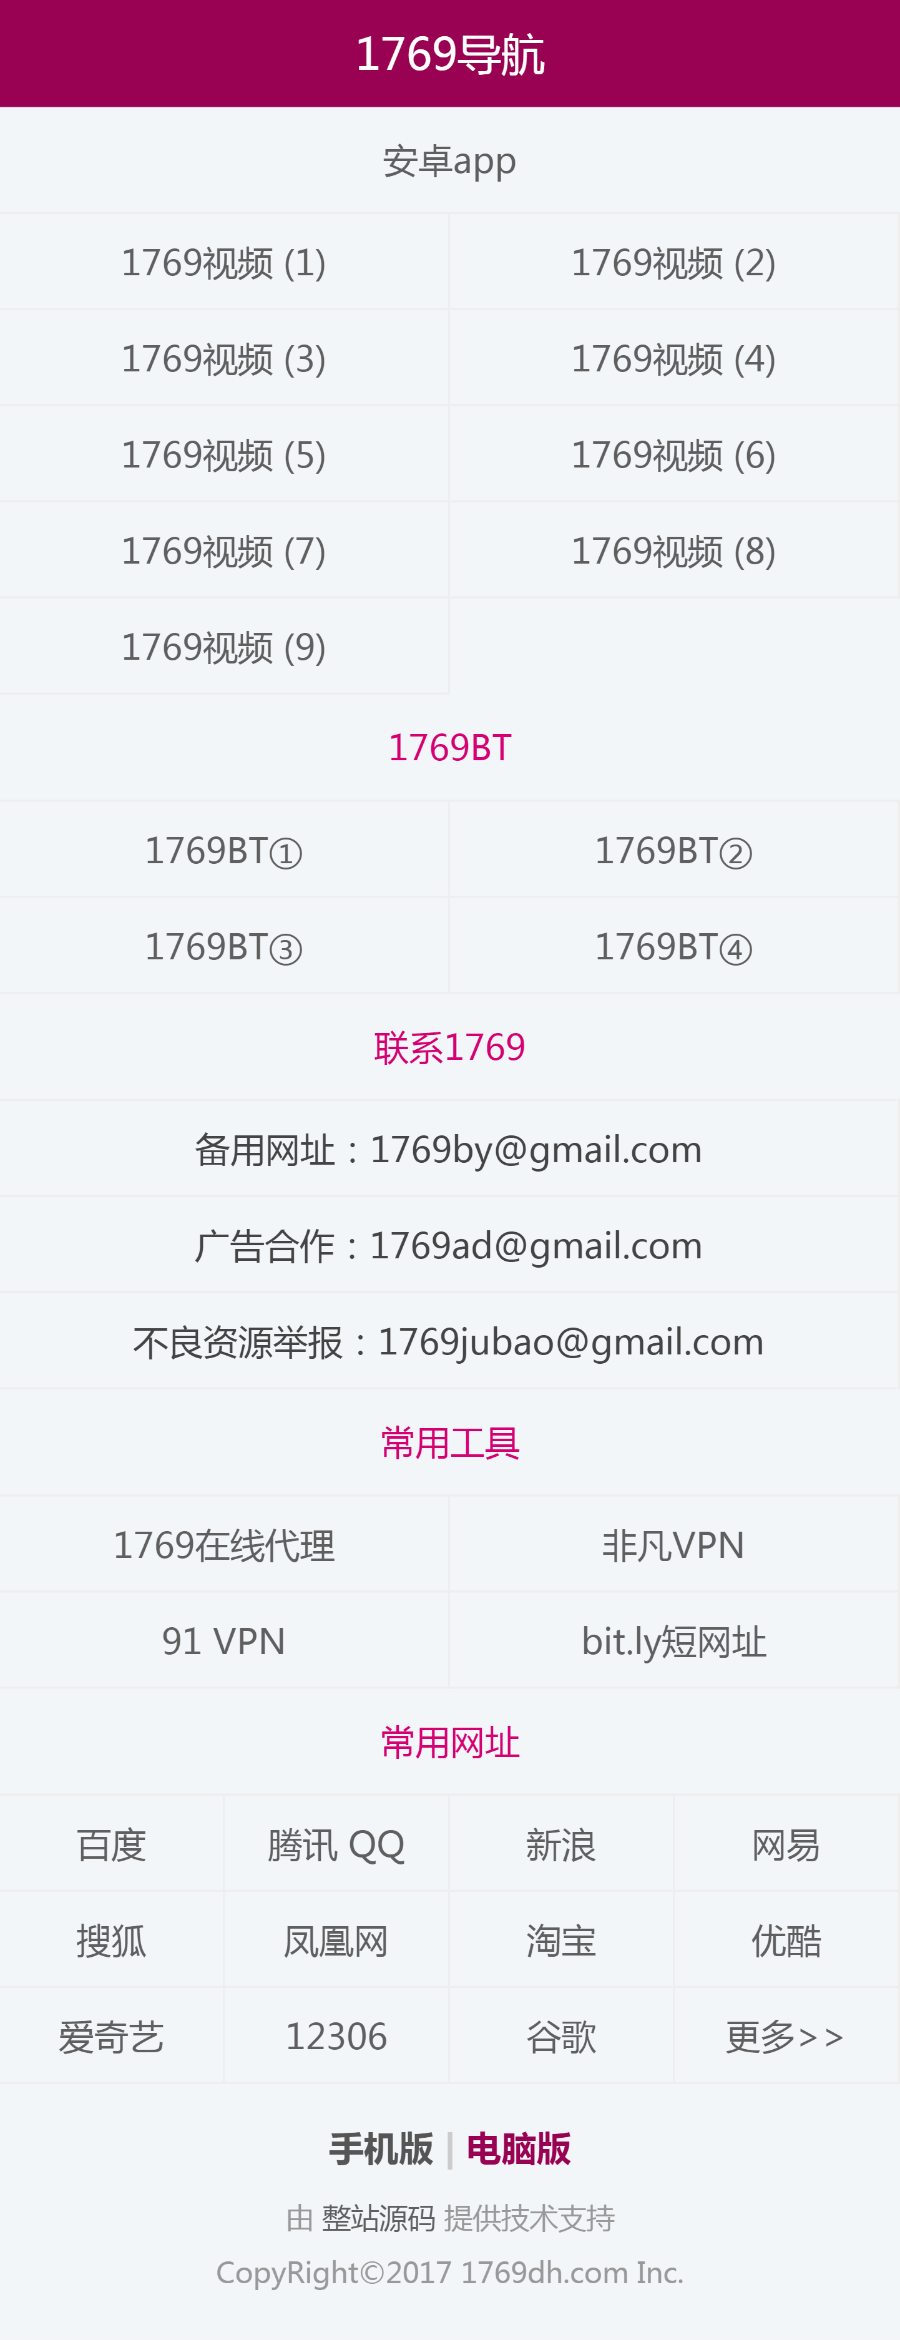 1769导航
安卓app
1769视频 (1) 1769视频 (2)
1769视频 (3) 1769视频 (4)
1769视频 (5) 1769视频 (6)
1769视频 (7) 1769视频 (8)
1769视频 (9)
1769BT
1769BT① 1769BT②
1769BT③ 1769BT④
联系1769
备用网址：1769by@gmail.com
广告合作：1769ad@gmail.com
不良资源举报：1769jubao@gmail.com
常用工具
1769在线代理 非凡VPN
91 VPN bit.ly短网址
常用网址
百度 腾讯 QQ 新浪 网易
搜狐 凤凰网 淘宝 优酷
爱奇艺 12306 谷歌 更多>>
手机版 | 电脑版
由 整站源码 提供技术支持
CopyRight©2017 1769dh.com Inc.